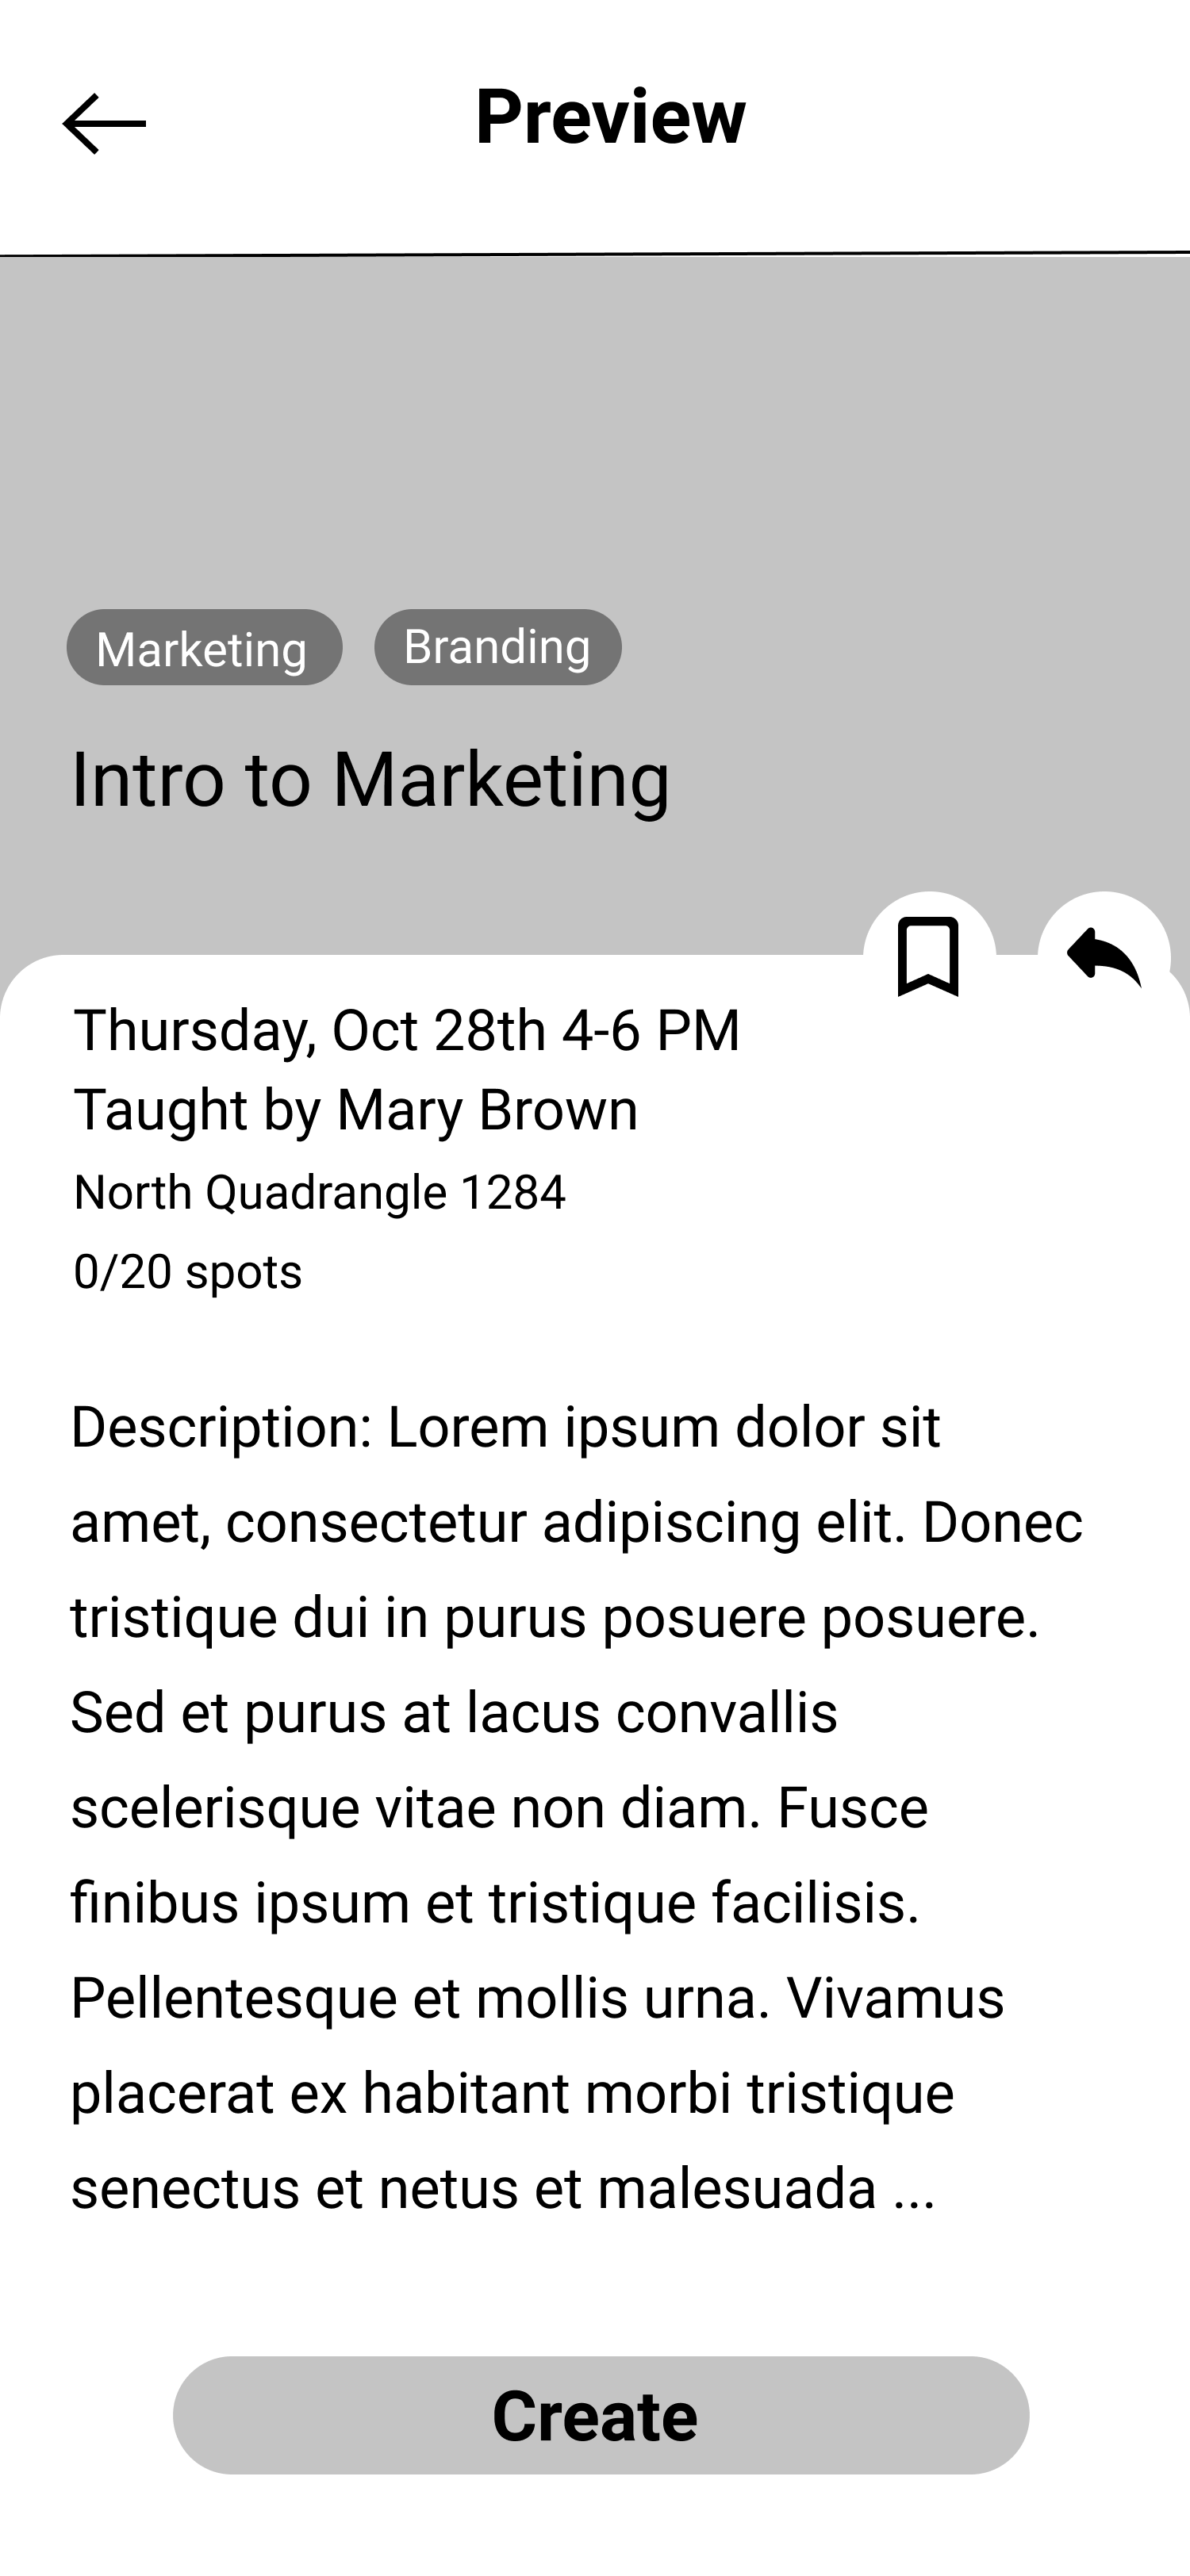 Preview
Marketing
Branding
Intro to Marketing
Thursday, Oct 28th 4-6 PM
Taught by Mary Brown
North Quadrangle 1284
0/20 spots
Description: Lorem ipsum dolor sit
amet, consectetur adipiscing elit. Donec
tristique dui in purus posuere posuere.
Sed et purus at lacus convallis
scelerisque vitae non diam. Fusce
finibus ipsum et tristique facilisis.
Pellentesque et mollis urna. Vivamus
placerat ex habitant morbi tristique
senectus et netus et malesuada ...
Create